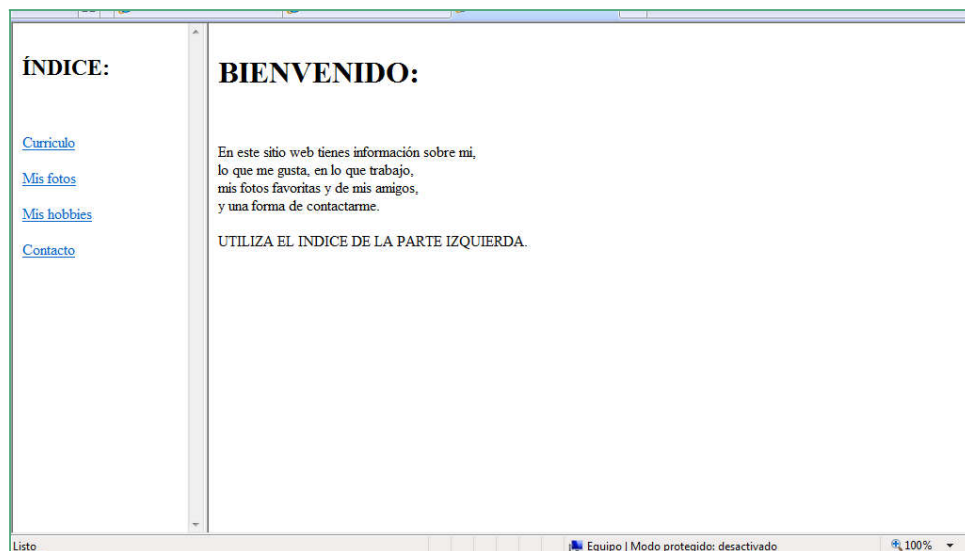 ÍNDICE:
Curriculo
Mis fotos
Mis hobbies
Contacto
BIENVENIDO:
En este sitio web tienes información sobre mi,
lo que me gusta, en lo que trabajo,
mis fotos favoritas y de mis amigos,
y una forma de contactarme.
UTILIZA EL INDICE DE LA PARTE IZQUIERDA.
Listo
Equipo | Modo protegido: desactivado
100%